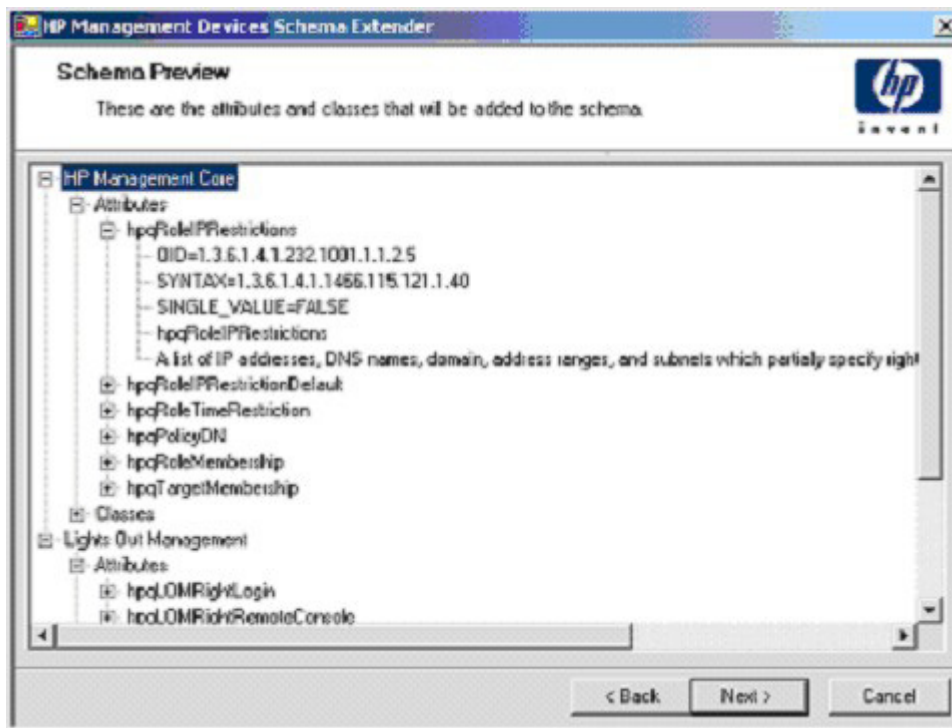 HP Management Devices Schema Extender
Schema Preview
These are the attributes and classes that will be added to the schema.
hp
invent
HP Management Core
Attributes
hpqRoleIPRestrictions
OID=1.3.6.1.4.1.232.1001.1.1.2.5
SYNTAX=1.3.6.1.4.1.1466.115.121.1.40
SINGLE_VALUE=FALSE
hpqRoleIPRestrictions
A list of IP addresses, DNS names, domain, address ranges, and subnets which partially specify right
hpqRoleIPRestrictionDefault
hpqRoleTimeRestriction
hpqPolicyDN
hpqRoleMembership
hpqTargetMembership
Classes
Lights Out Management
Attributes
hpqLOMRightLogin
hpqLOMRightRemoteConsole
< Back Next > Cancel